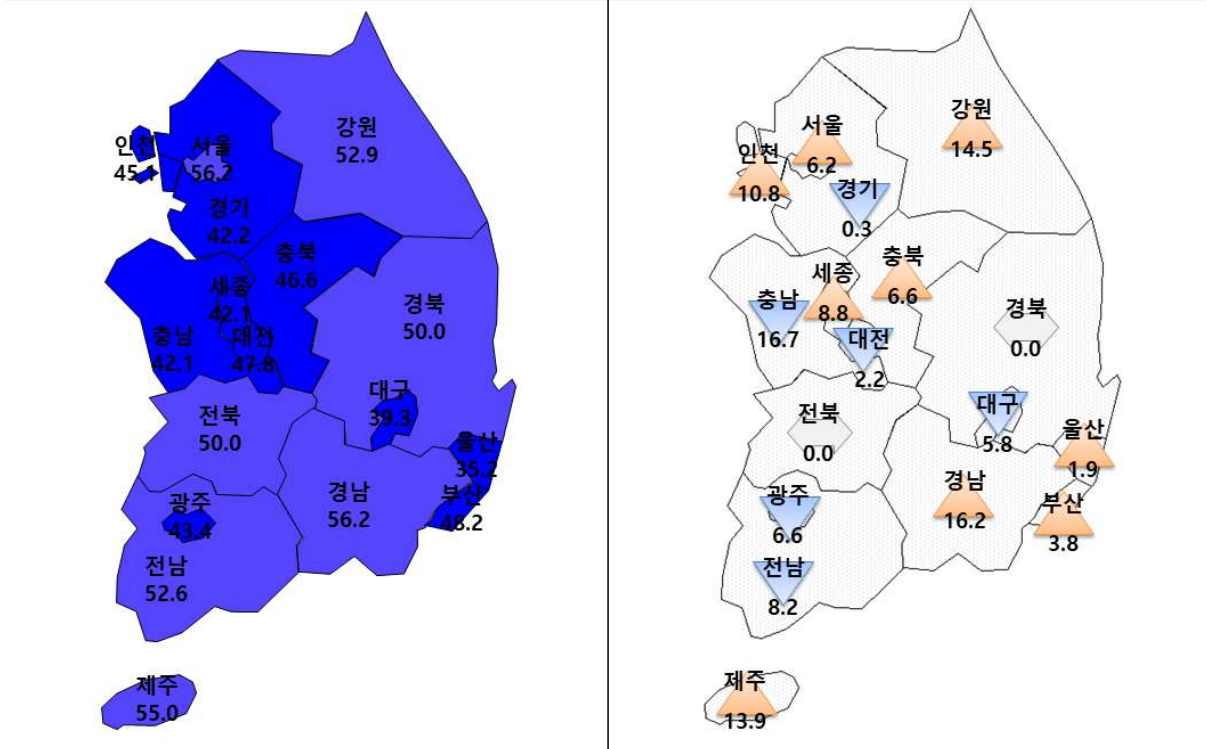 강원
52.9
인천
45.1
서울
56.2
경기
42.2
충북
46.6
세종
42.1
경북
50.0
충남
42.1
대전
47.8
대구
39.3
전북
50.0
울산
35.2
경남
56.2
부산
48.2
광주
43.4
전남
52.6
제주
55.0
강원
14.5
서울
6.2
인천
10.8
경기
0.3
충북
6.6
세종
8.8
충남
16.7
경북
0.0
대전
2.2
대구
5.8
전북
0.0
울산
1.9
경남
16.2
부산
3.8
광주
6.6
전남
8.2
제주
13.9